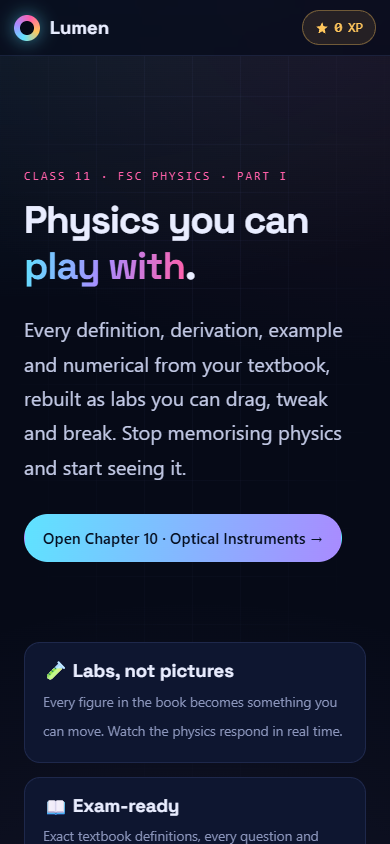 Lumen
★ 0 XP
CLASS 11 · FSC PHYSICS · PART I
Physics you can
play with.
Every definition, derivation, example
and numerical from your textbook,
rebuilt as labs you can drag, tweak
and break. Stop memorising physics
and start seeing it.
Open Chapter 10 · Optical Instruments →
🧪 Labs, not pictures
Every figure in the book becomes something you
can move. Watch the physics respond in real time.
📖 Exam-ready
Exact textbook definitions, every question and